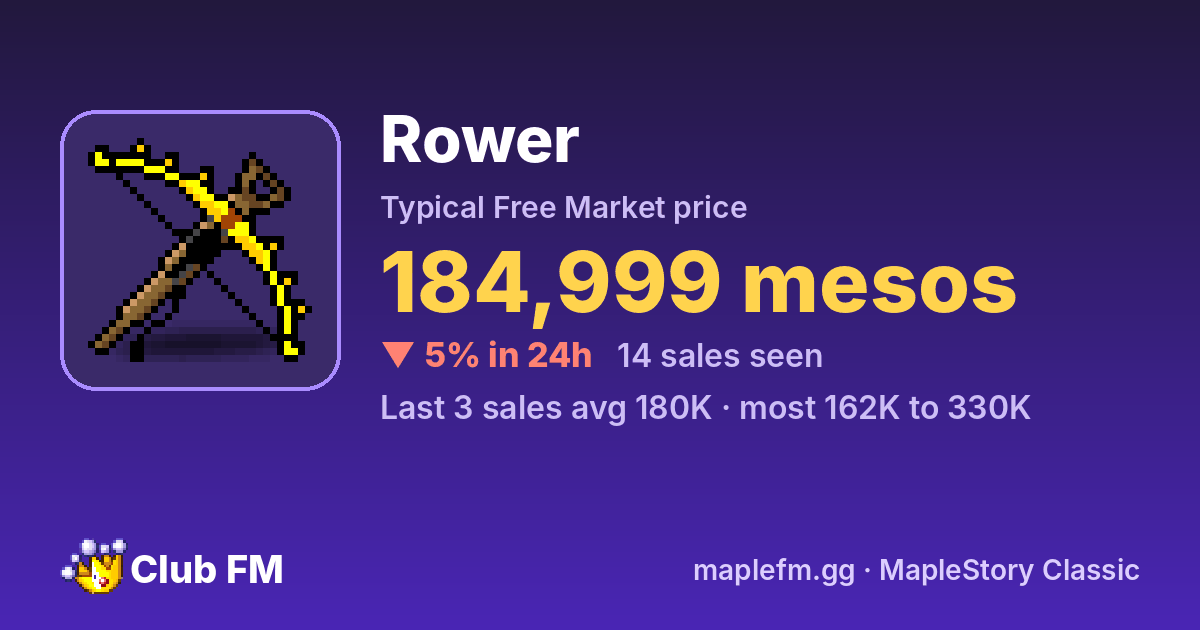 Rower
Typical Free Market price
184,999 mesos
▼ 5% in 24h 14 sales seen
Last 3 sales avg 180K · most 162K to 330K
Club FM
maplefm.gg · MapleStory Classic